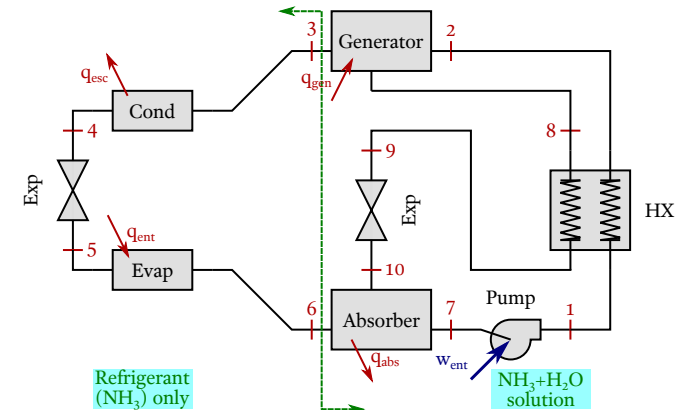 3
Generator
2
q_esc
q_gen
Cond
4
8
9
Exp
Exp
HX
5
q_ent
Evap
10
6
Absorber
7
Pump
1
q_abs
w_ent
Refrigerant
(NH₃) only
NH₃+H₂O
solution